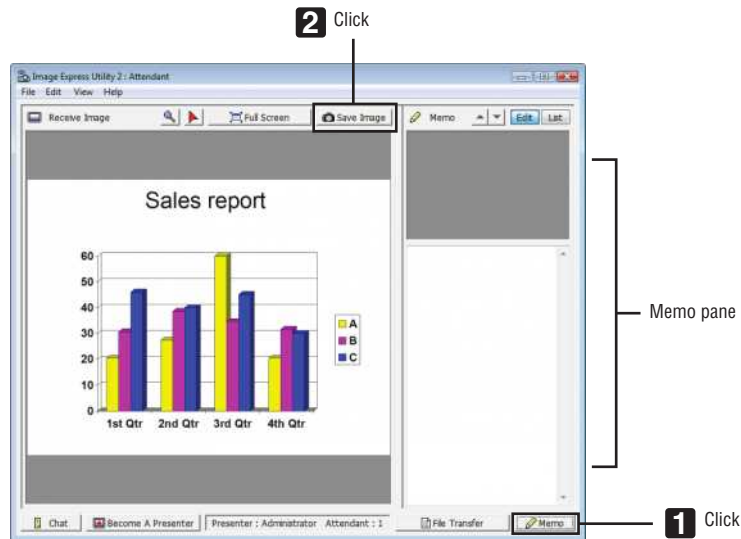 2 Click
Image Express Utility 2 : Attendant
File Edit View Help
Receive Image Full Screen Save Image Memo Edit List
Sales report
60
50
40
30
20
10
0
A
B
C
1st Qtr 2nd Qtr 3rd Qtr 4th Qtr
Memo pane
Chat Become A Presenter Presenter : Administrator Attendant : 1 File Transfer Memo
1 Click